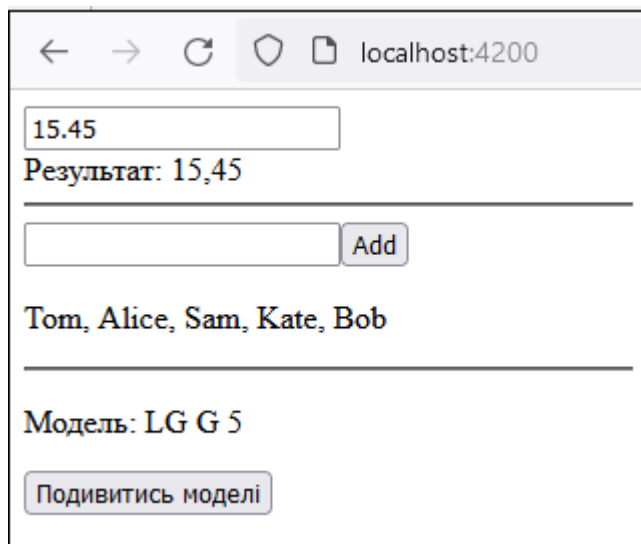 localhost:4200
15.45
Результат: 15,45
Add
Tom, Alice, Sam, Kate, Bob
Модель: LG G 5
Подивитись моделі